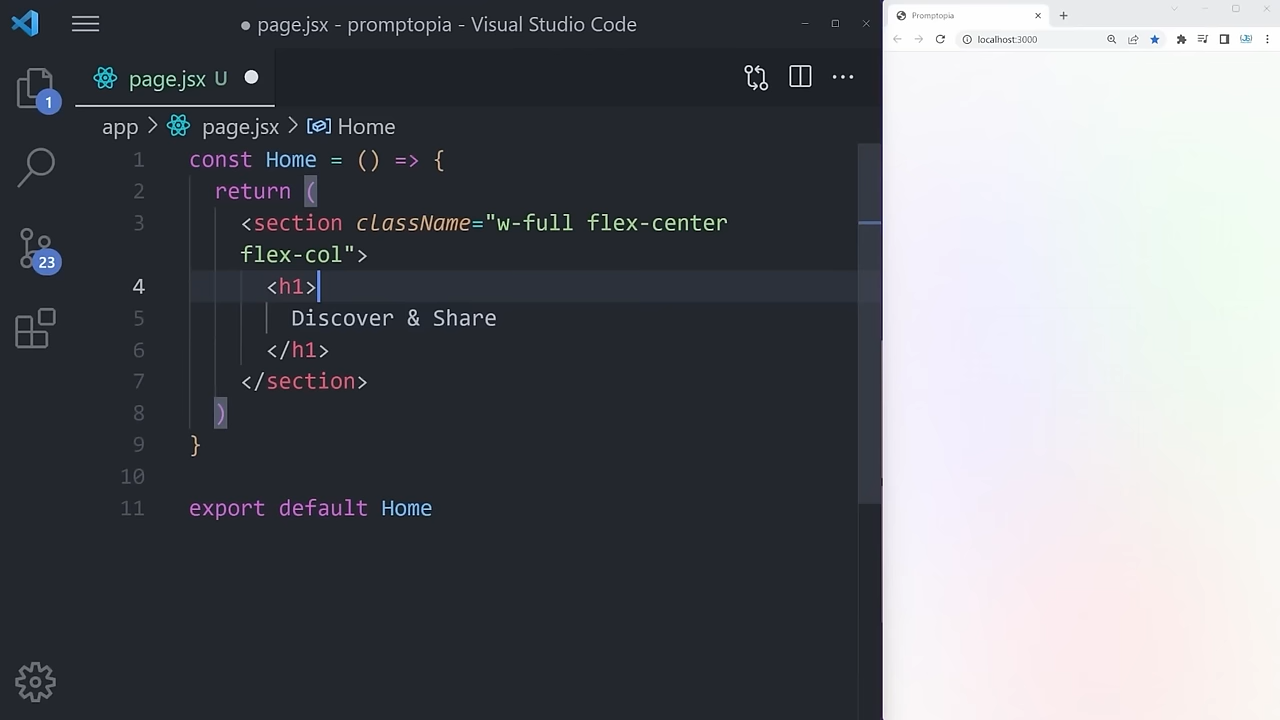 ● page.jsx - promptopia - Visual Studio Code
page.jsx U
app > page.jsx > Home
1 const Home = () => {
2 return (
3 <section className="w-full flex-center
flex-col">
4 <h1>
5 Discover & Share
6 </h1>
7 </section>
8 )
9 }
10
11 export default Home
1
23
Promptopia
localhost:3000